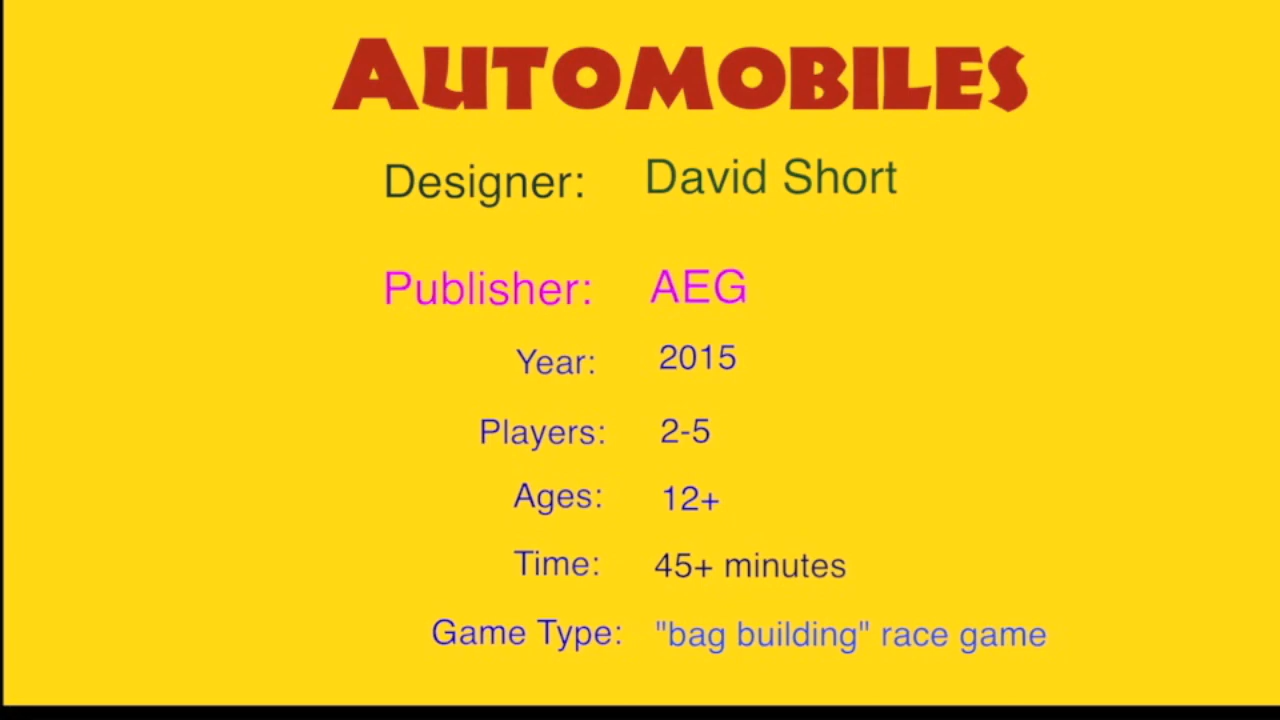 AUTOMOBILES
Designer: David Short
Publisher: AEG
Year: 2015
Players: 2-5
Ages: 12+
Time: 45+ minutes
Game Type: "bag building" race game